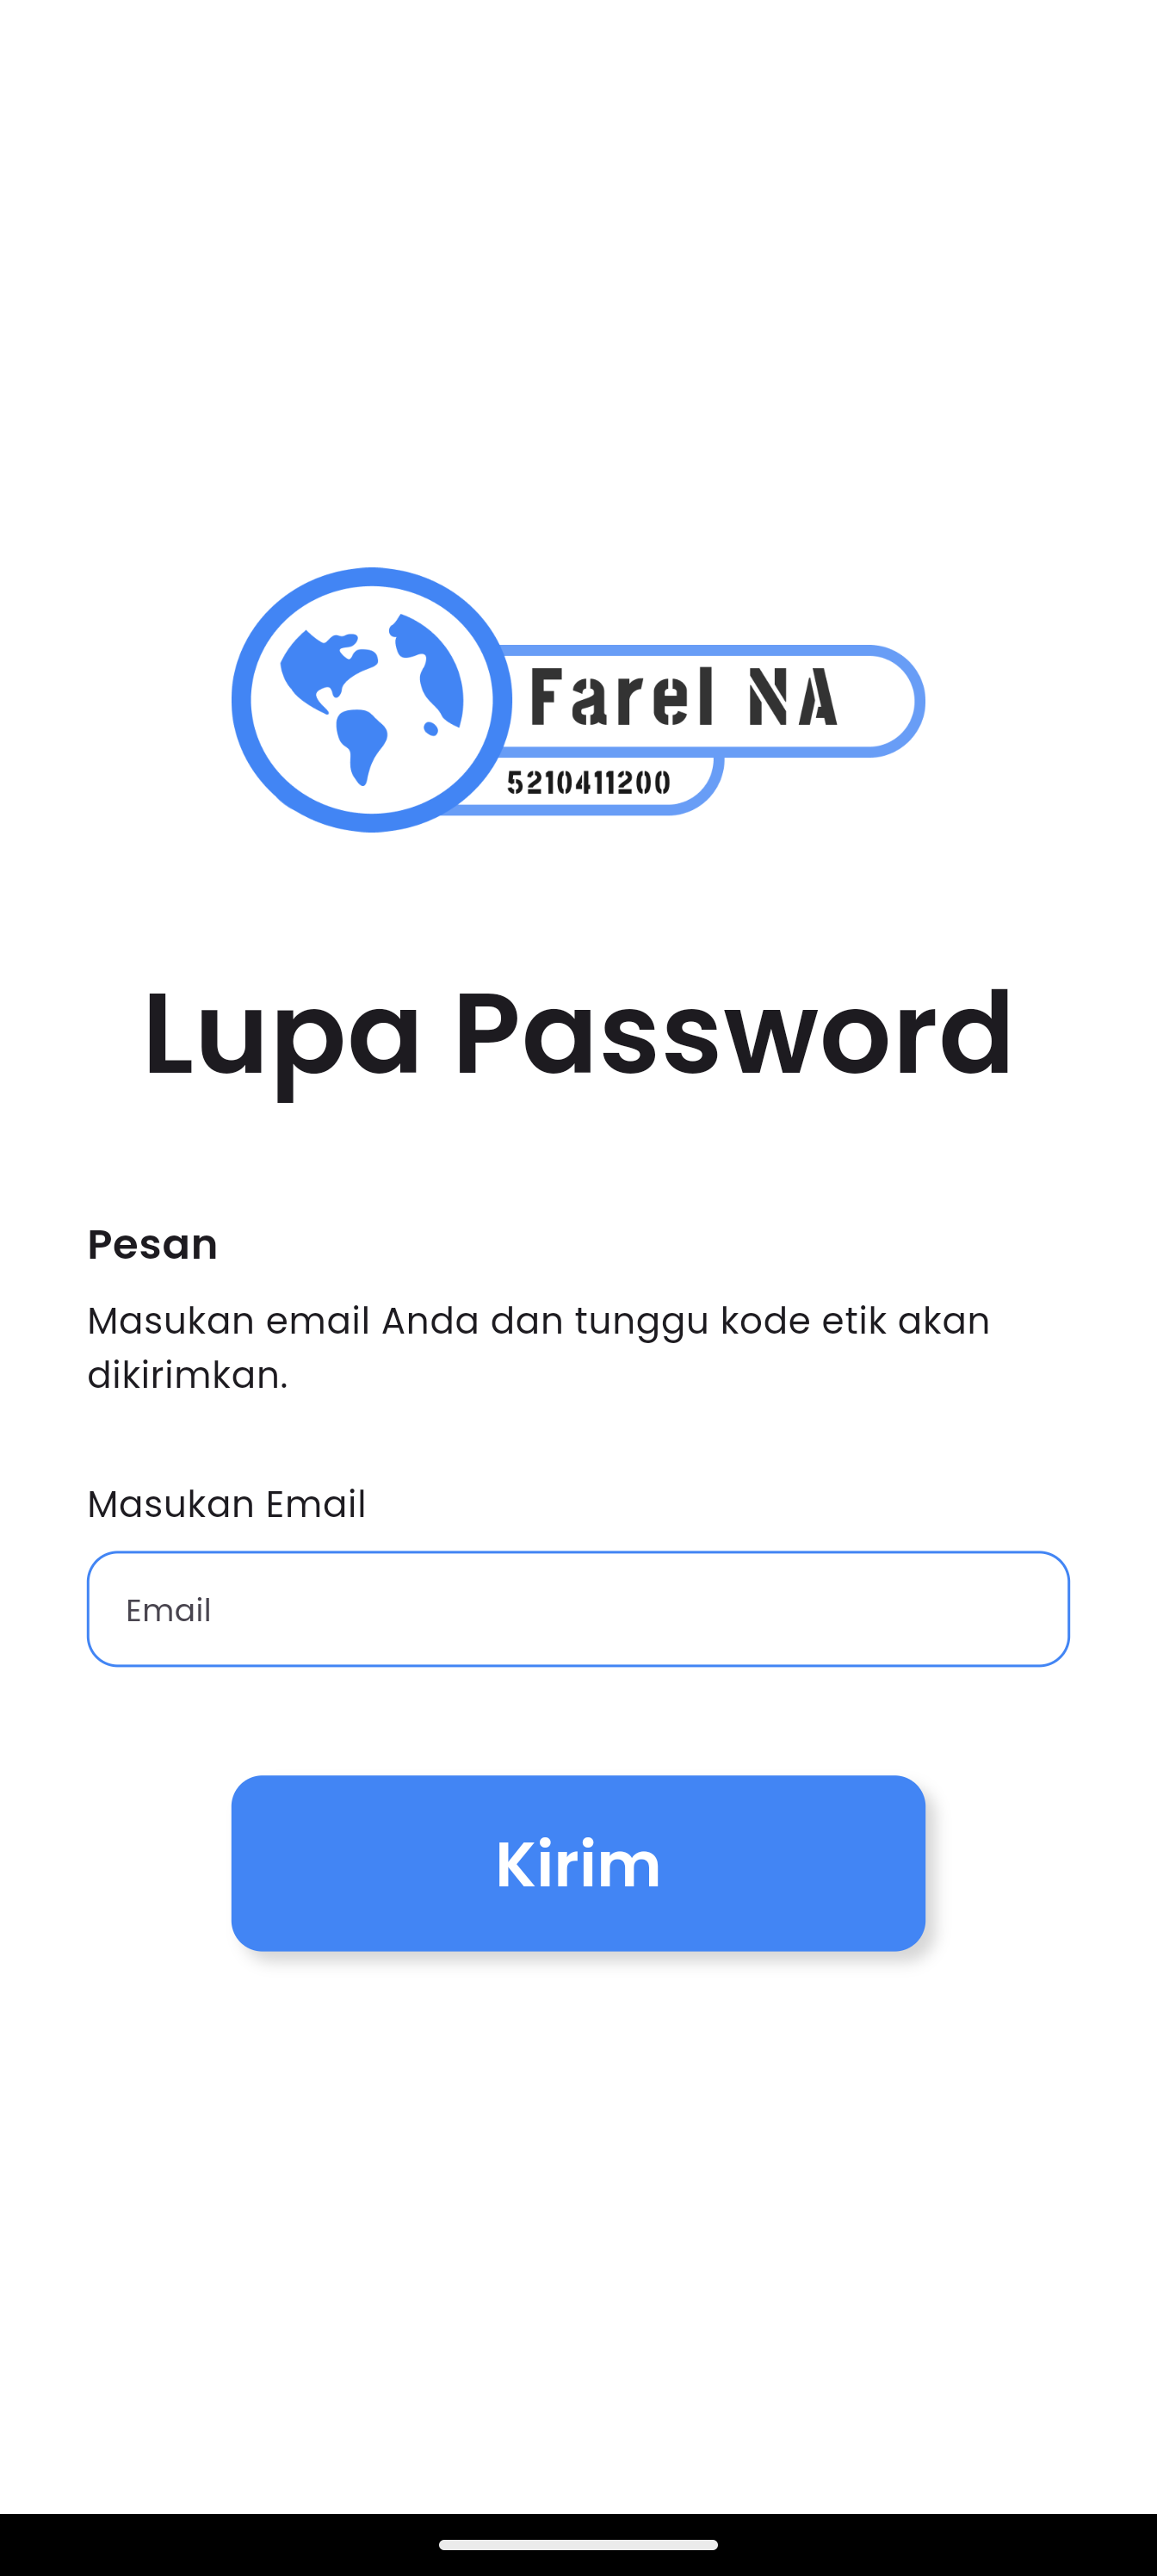 Farel NA
5210411200
Lupa Password
Pesan
Masukan email Anda dan tunggu kode etik akan
dikirimkan.
Masukan Email
Email
Kirim